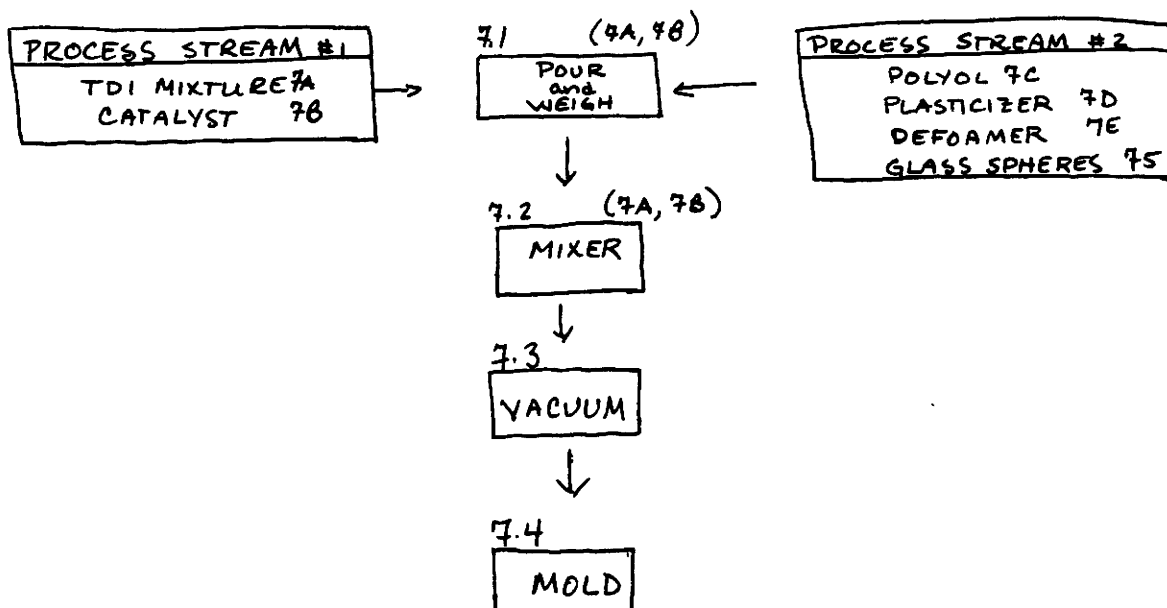 PROCESS STREAM #1
TDI MIXTURE 7A
CATALYST 7B
7.1 (7A, 7B)
POUR
and
WEIGH
PROCESS STREAM #2
POLYOL 7C
PLASTICIZER 7D
DEFOAMER 7E
GLASS SPHERES 75
7.2 (7A, 7B)
MIXER
7.3
VACUUM
7.4
MOLD